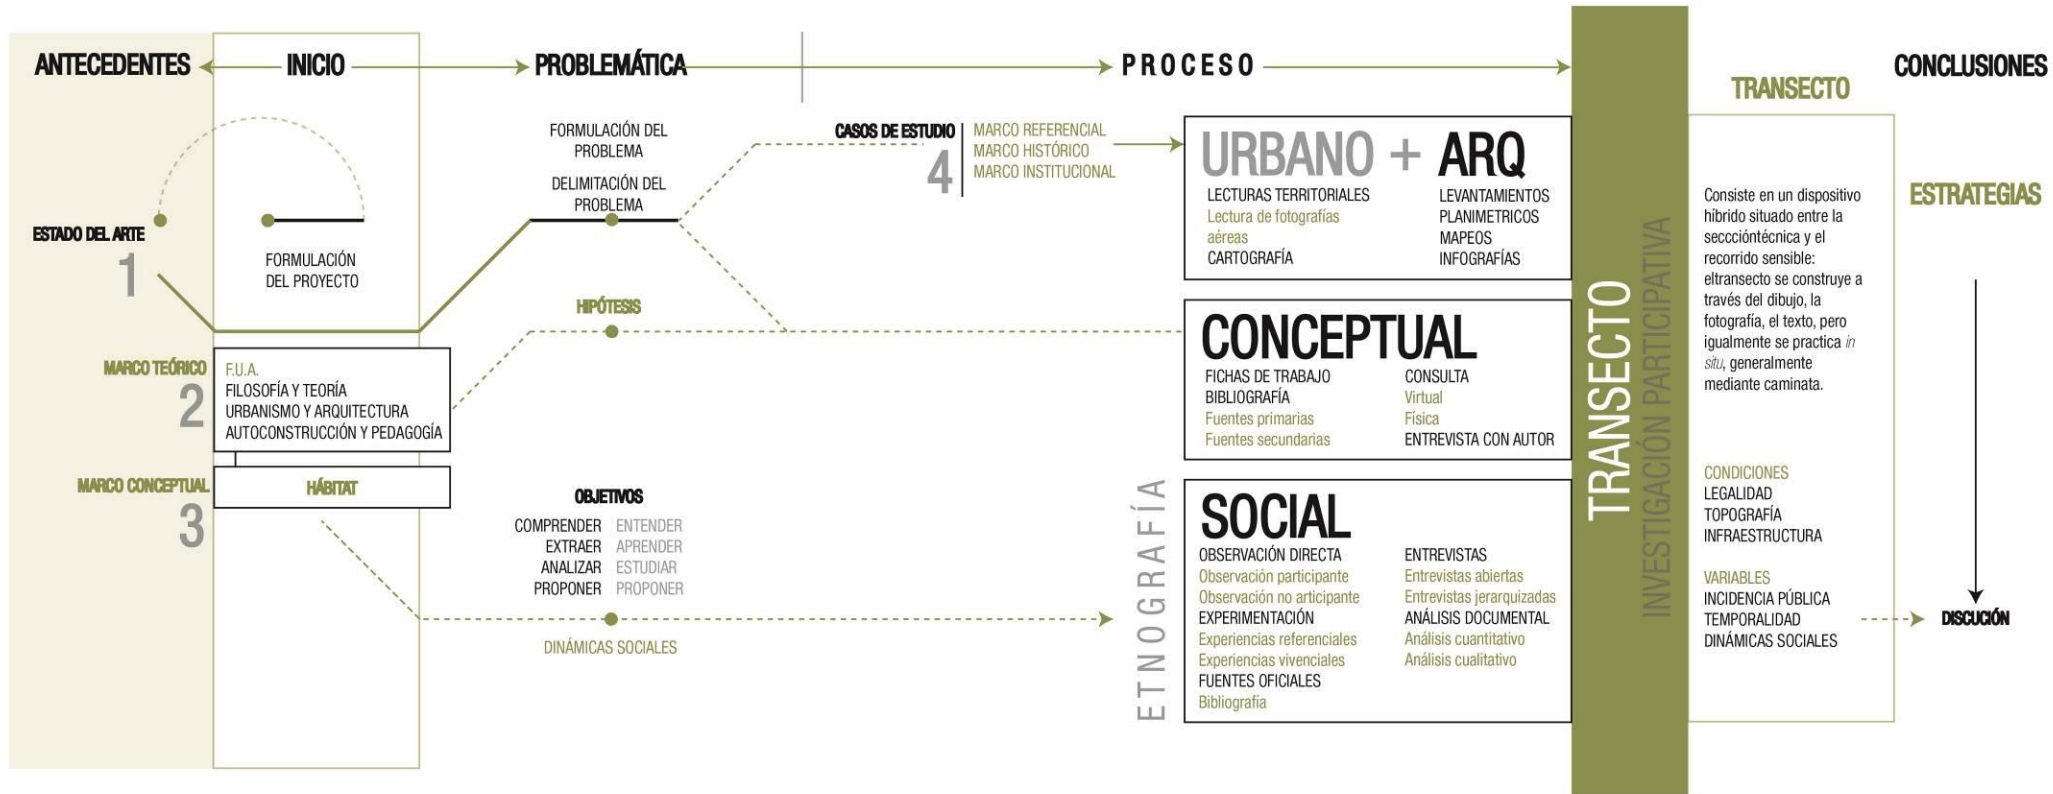 ANTECEDENTES
INICIO
PROBLEMÁTICA
PROCESO
CONCLUSIONES
ESTADO DEL ARTE
1
FORMULACIÓN
DEL PROYECTO
MARCO TEÓRICO
2
F.U.A.
FILOSOFÍA Y TEORÍA
URBANISMO Y ARQUITECTURA
AUTOCONSTRUCCIÓN Y PEDAGOGÍA
MARCO CONCEPTUAL
3
HÁBITAT
FORMULACIÓN DEL
PROBLEMA
DELIMITACIÓN DEL
PROBLEMA
HIPÓTESIS
OBJETIVOS
COMPRENDER ENTENDER
EXTRAER APRENDER
ANALIZAR ESTUDIAR
PROPONER PROPONER
DINÁMICAS SOCIALES
CASOS DE ESTUDIO
4
MARCO REFERENCIAL
MARCO HISTÓRICO
MARCO INSTITUCIONAL
URBANO + ARQ
LECTURAS TERRITORIALES
Lectura de fotografías
aéreas
CARTOGRAFÍA
LEVANTAMIENTOS
PLANIMETRICOS
MAPEOS
INFOGRAFÍAS
CONCEPTUAL
FICHAS DE TRABAJO
BIBLIOGRAFÍA
Fuentes primarias
Fuentes secundarias
CONSULTA
Virtual
Física
ENTREVISTA CON AUTOR
ETNOGRAFÍA
SOCIAL
OBSERVACIÓN DIRECTA
Observación participante
Observación no articipante
EXPERIMENTACIÓN
Experiencias referenciales
Experiencias vivenciales
FUENTES OFICIALES
Bibliografía
ENTREVISTAS
Entrevistas abiertas
Entrevistas jerarquizadas
ANÁLISIS DOCUMENTAL
Análisis cuantitativo
Análisis cualitativo
TRANSECTO
INVESTIGACIÓN PARTICIPATIVA
TRANSECTO
Consiste en un dispositivo
híbrido situado entre la
secccióntécnica y el
recorrido sensible:
eltransecto se construye a
través del dibujo, la
fotografía, el texto, pero
igualmente se practica in
situ, generalmente
mediante caminata.
CONDICIONES
LEGALIDAD
TOPOGRAFÍA
INFRAESTRUCTURA
VARIABLES
INCIDENCIA PÚBLICA
TEMPORALIDAD
DINÁMICAS SOCIALES
ESTRATEGIAS
DISCUCIÓN